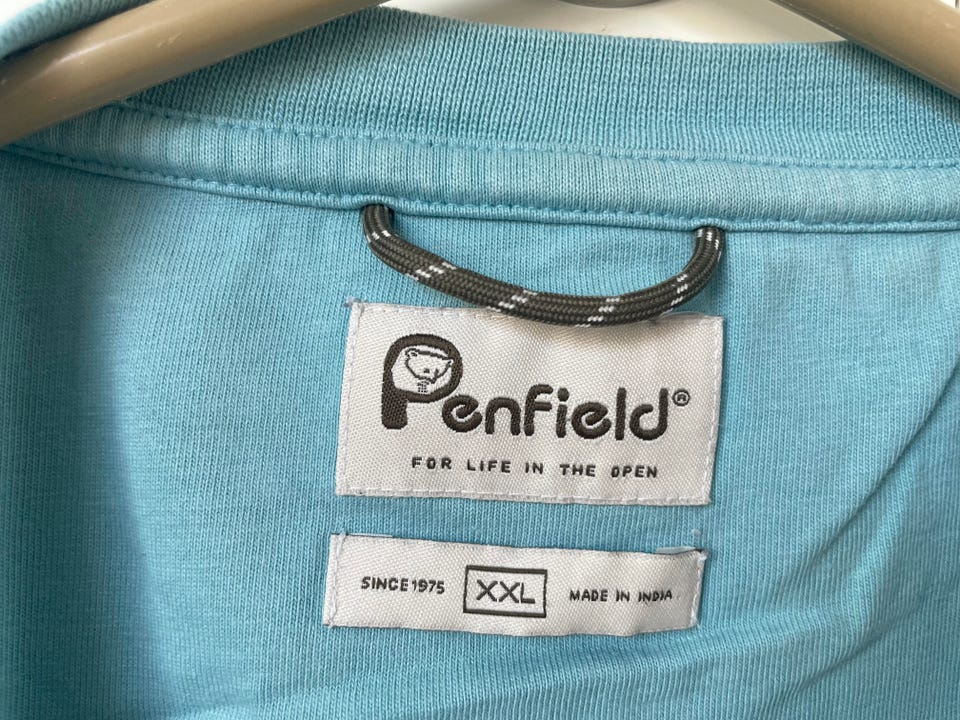 Penfield®
FOR LIFE IN THE OPEN
SINCE 1975 XXL MADE IN INDIA